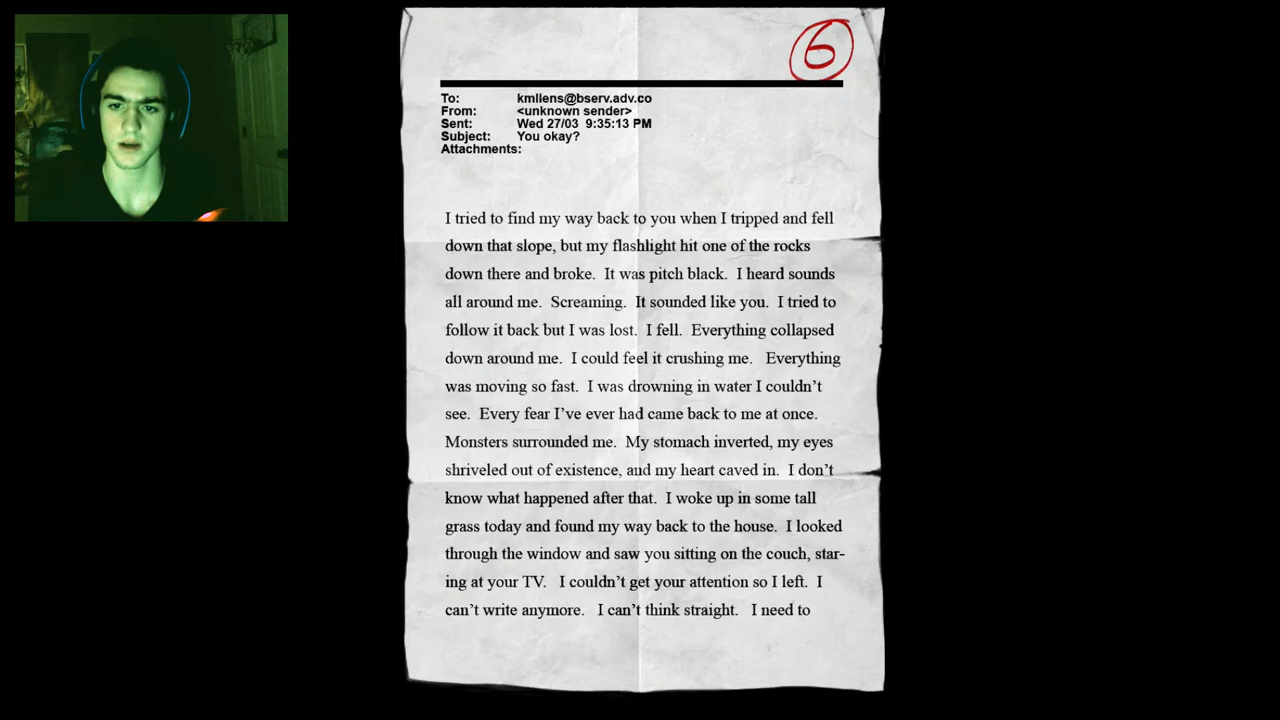 6
To: kmllens@bserv.adv.co
From: <unknown sender>
Sent: Wed 27/03 9:35:13 PM
Subject: You okay?
Attachments:
I tried to find my way back to you when I tripped and fell
down that slope, but my flashlight hit one of the rocks
down there and broke.  It was pitch black.  I heard sounds
all around me.  Screaming.  It sounded like you.  I tried to
follow it back but I was lost.  I fell.  Everything collapsed
down around me.  I could feel it crushing me.   Everything
was moving so fast.  I was drowning in water I couldn’t
see.  Every fear I’ve ever had came back to me at once.
Monsters surrounded me.  My stomach inverted, my eyes
shriveled out of existence, and my heart caved in.  I don’t
know what happened after that.  I woke up in some tall
grass today and found my way back to the house.  I looked
through the window and saw you sitting on the couch, star-
ing at your TV.   I couldn’t get your attention so I left.  I
can’t write anymore.   I can’t think straight.   I need to